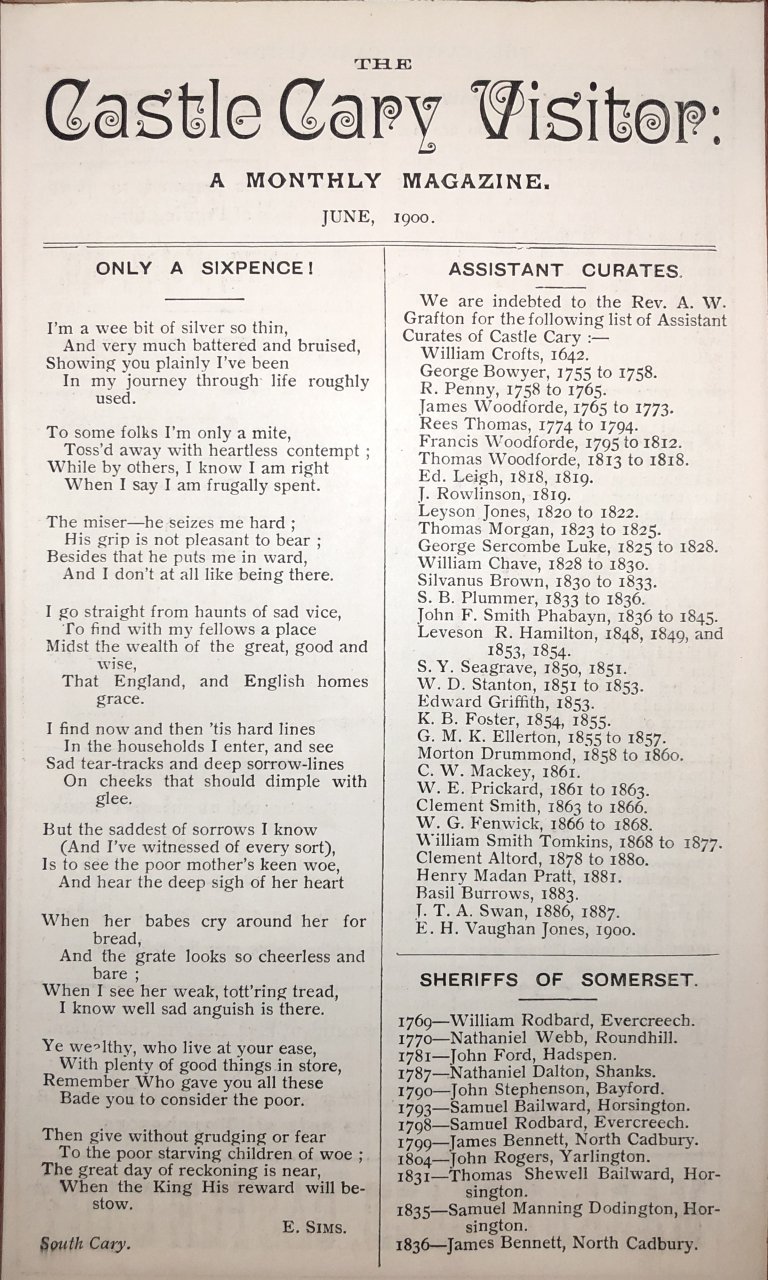 THE
Castle Cary Visitor:
A MONTHLY MAGAZINE.
JUNE, 1900.
ONLY A SIXPENCE!
I'm a wee bit of silver so thin,
And very much battered and bruised,
Showing you plainly I've been
In my journey through life roughly
used.
To some folks I'm only a mite,
Toss'd away with heartless contempt ;
While by others, I know I am right
When I say I am frugally spent.
The miser—he seizes me hard ;
His grip is not pleasant to bear ;
Besides that he puts me in ward,
And I don't at all like being there.
I go straight from haunts of sad vice,
To find with my fellows a place
Midst the wealth of the great, good and
wise,
That England, and English homes
grace.
I find now and then 'tis hard lines
In the households I enter, and see
Sad tear-tracks and deep sorrow-lines
On cheeks that should dimple with
glee.
But the saddest of sorrows I know
(And I've witnessed of every sort),
Is to see the poor mother's keen woe,
And hear the deep sigh of her heart
When her babes cry around her for
bread,
And the grate looks so cheerless and
bare ;
When I see her weak, tott'ring tread,
I know well sad anguish is there.
Ye wealthy, who live at your ease,
With plenty of good things in store,
Remember Who gave you all these
Bade you to consider the poor.
Then give without grudging or fear
To the poor starving children of woe ;
The great day of reckoning is near,
When the King His reward will be-
stow.
E. SIMS.
South Cary.
ASSISTANT CURATES.
We are indebted to the Rev. A. W.
Grafton for the following list of Assistant
Curates of Castle Cary :—
William Crofts, 1642.
George Bowyer, 1755 to 1758.
R. Penny, 1758 to 1765.
James Woodforde, 1765 to 1773.
Rees Thomas, 1774 to 1794.
Francis Woodforde, 1795 to 1812.
Thomas Woodforde, 1813 to 1818.
Ed. Leigh, 1818, 1819.
J. Rowlinson, 1819.
Leyson Jones, 1820 to 1822.
Thomas Morgan, 1823 to 1825.
George Sercombe Luke, 1825 to 1828.
William Chave, 1828 to 1830.
Silvanus Brown, 1830 to 1833.
S. B. Plummer, 1833 to 1836.
John F. Smith Phabayn, 1836 to 1845.
Leveson R. Hamilton, 1848, 1849, and
1853, 1854.
S. Y. Seagrave, 1850, 1851.
W. D. Stanton, 1851 to 1853.
Edward Griffith, 1853.
K. B. Foster, 1854, 1855.
G. M. K. Ellerton, 1855 to 1857.
Morton Drummond, 1858 to 1860.
C. W. Mackey, 1861.
W. E. Prickard, 1861 to 1863.
Clement Smith, 1863 to 1866.
W. G. Fenwick, 1866 to 1868.
William Smith Tomkins, 1868 to 1877.
Clement Altord, 1878 to 1880.
Henry Madan Pratt, 1881.
Basil Burrows, 1883.
J. T. A. Swan, 1886, 1887.
E. H. Vaughan Jones, 1900.
SHERIFFS OF SOMERSET.
1769—William Rodbard, Evercreech.
1770—Nathaniel Webb, Roundhill.
1781—John Ford, Hadspen.
1787—Nathaniel Dalton, Shanks.
1790—John Stephenson, Bayford.
1793—Samuel Bailward, Horsington.
1798—Samuel Rodbard, Evercreech.
1799—James Bennett, North Cadbury.
1804—John Rogers, Yarlington.
1831—Thomas Shewell Bailward, Hor-
sington.
1835—Samuel Manning Dodington, Hor-
sington.
1836—James Bennett, North Cadbury.